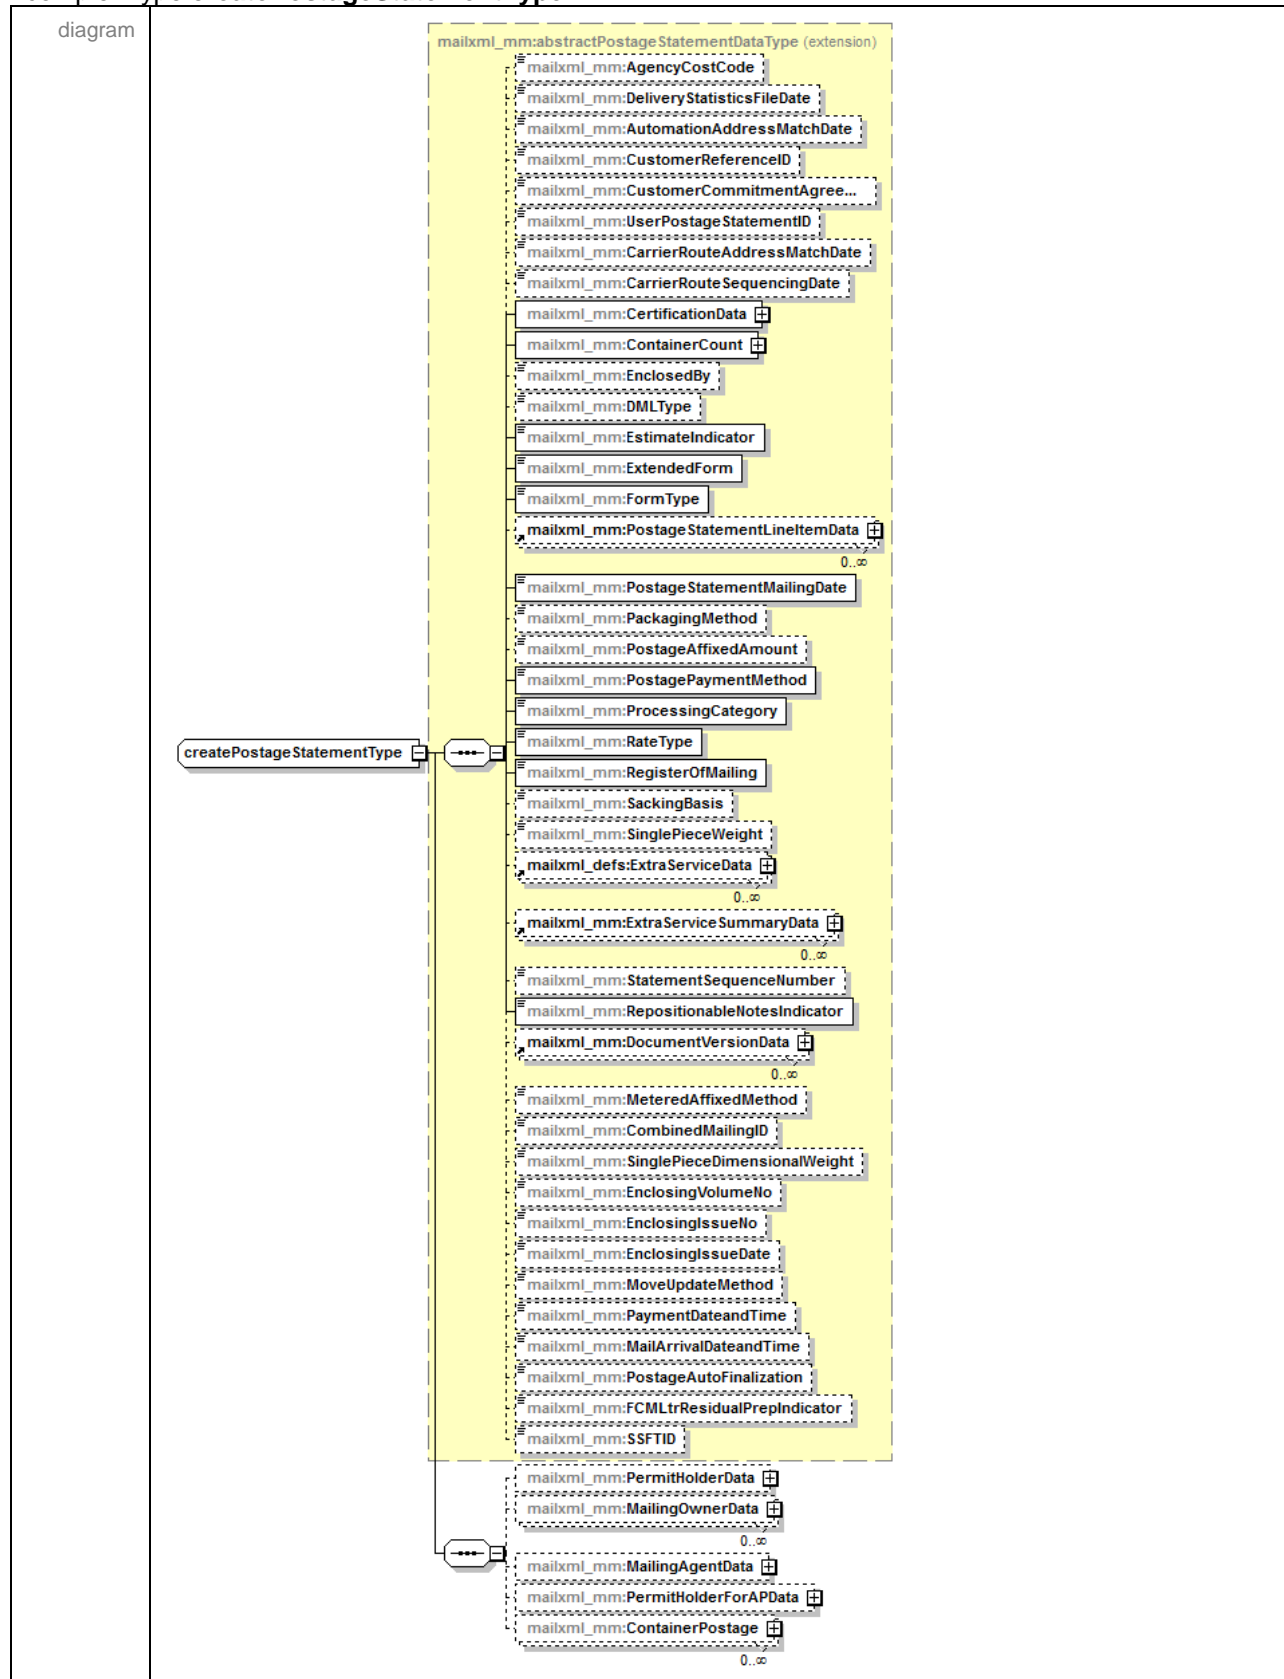 complexType createPostageStatementType
diagram
mailxml_mm:abstractPostageStatementDataType (extension)
mailxml_mm:AgencyCostCode
mailxml_mm:DeliveryStatisticsFileDate
mailxml_mm:AutomationAddressMatchDate
mailxml_mm:CustomerReferenceID
mailxml_mm:CustomerCommitmentAgree...
mailxml_mm:UserPostageStatementID
mailxml_mm:CarrierRouteAddressMatchDate
mailxml_mm:CarrierRouteSequencingDate
mailxml_mm:CertificationData
mailxml_mm:ContainerCount
mailxml_mm:EnclosedBy
mailxml_mm:DMLType
mailxml_mm:EstimateIndicator
mailxml_mm:ExtendedForm
mailxml_mm:FormType
mailxml_mm:PostageStatementLineItemData
0..∞
mailxml_mm:PostageStatementMailingDate
mailxml_mm:PackagingMethod
mailxml_mm:PostageAffixedAmount
mailxml_mm:PostagePaymentMethod
mailxml_mm:ProcessingCategory
mailxml_mm:RateType
createPostageStatementType
mailxml_mm:RegisterOfMailing
mailxml_mm:SackingBasis
mailxml_mm:SinglePieceWeight
mailxml_defs:ExtraServiceData
0..∞
mailxml_mm:ExtraServiceSummaryData
0..∞
mailxml_mm:StatementSequenceNumber
mailxml_mm:RepositionableNotesIndicator
mailxml_mm:DocumentVersionData
0..∞
mailxml_mm:MeteredAffixedMethod
mailxml_mm:CombinedMailingID
mailxml_mm:SinglePieceDimensionalWeight
mailxml_mm:EnclosingVolumeNo
mailxml_mm:EnclosingIssueNo
mailxml_mm:EnclosingIssueDate
mailxml_mm:MoveUpdateMethod
mailxml_mm:PaymentDateandTime
mailxml_mm:MailArrivalDateandTime
mailxml_mm:PostageAutoFinalization
mailxml_mm:FCMLtrResidualPrepIndicator
mailxml_mm:SSFTID
mailxml_mm:PermitHolderData
mailxml_mm:MailingOwnerData
0..∞
mailxml_mm:MailingAgentData
mailxml_mm:PermitHolderForAPData
mailxml_mm:ContainerPostage
0..∞